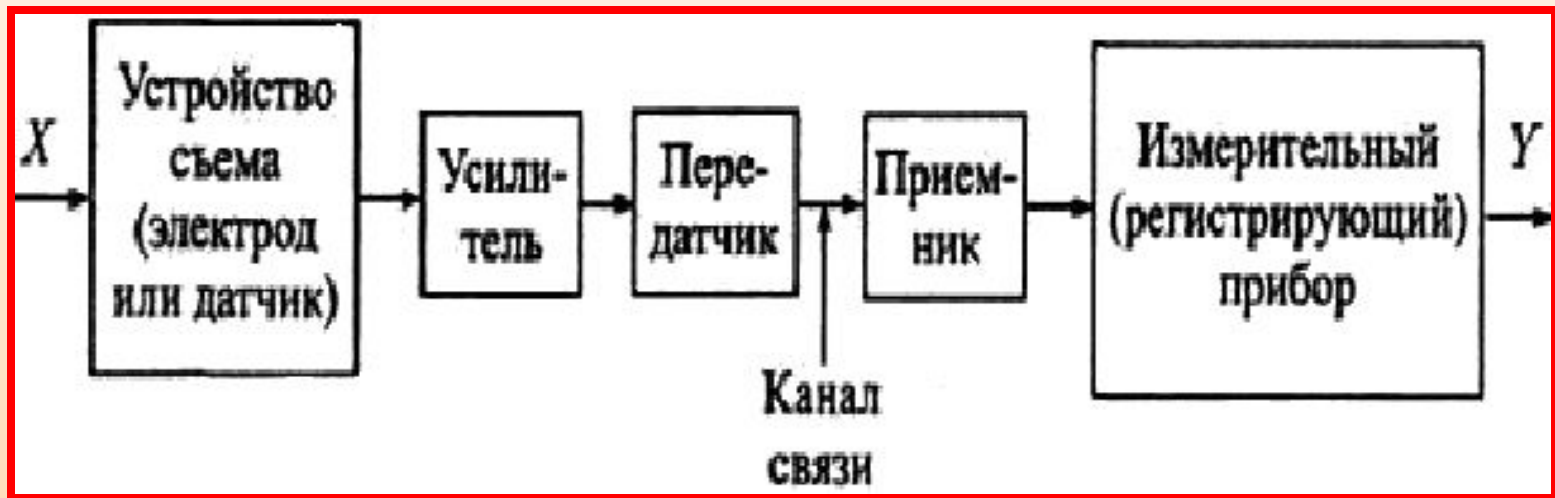 X
Устройство
съема
(электрод
или датчик)
Усили-
тель
Пере-
датчик
Канал
связи
Прием-
ник
Измерительный
(регистрирующий)
прибор
Y